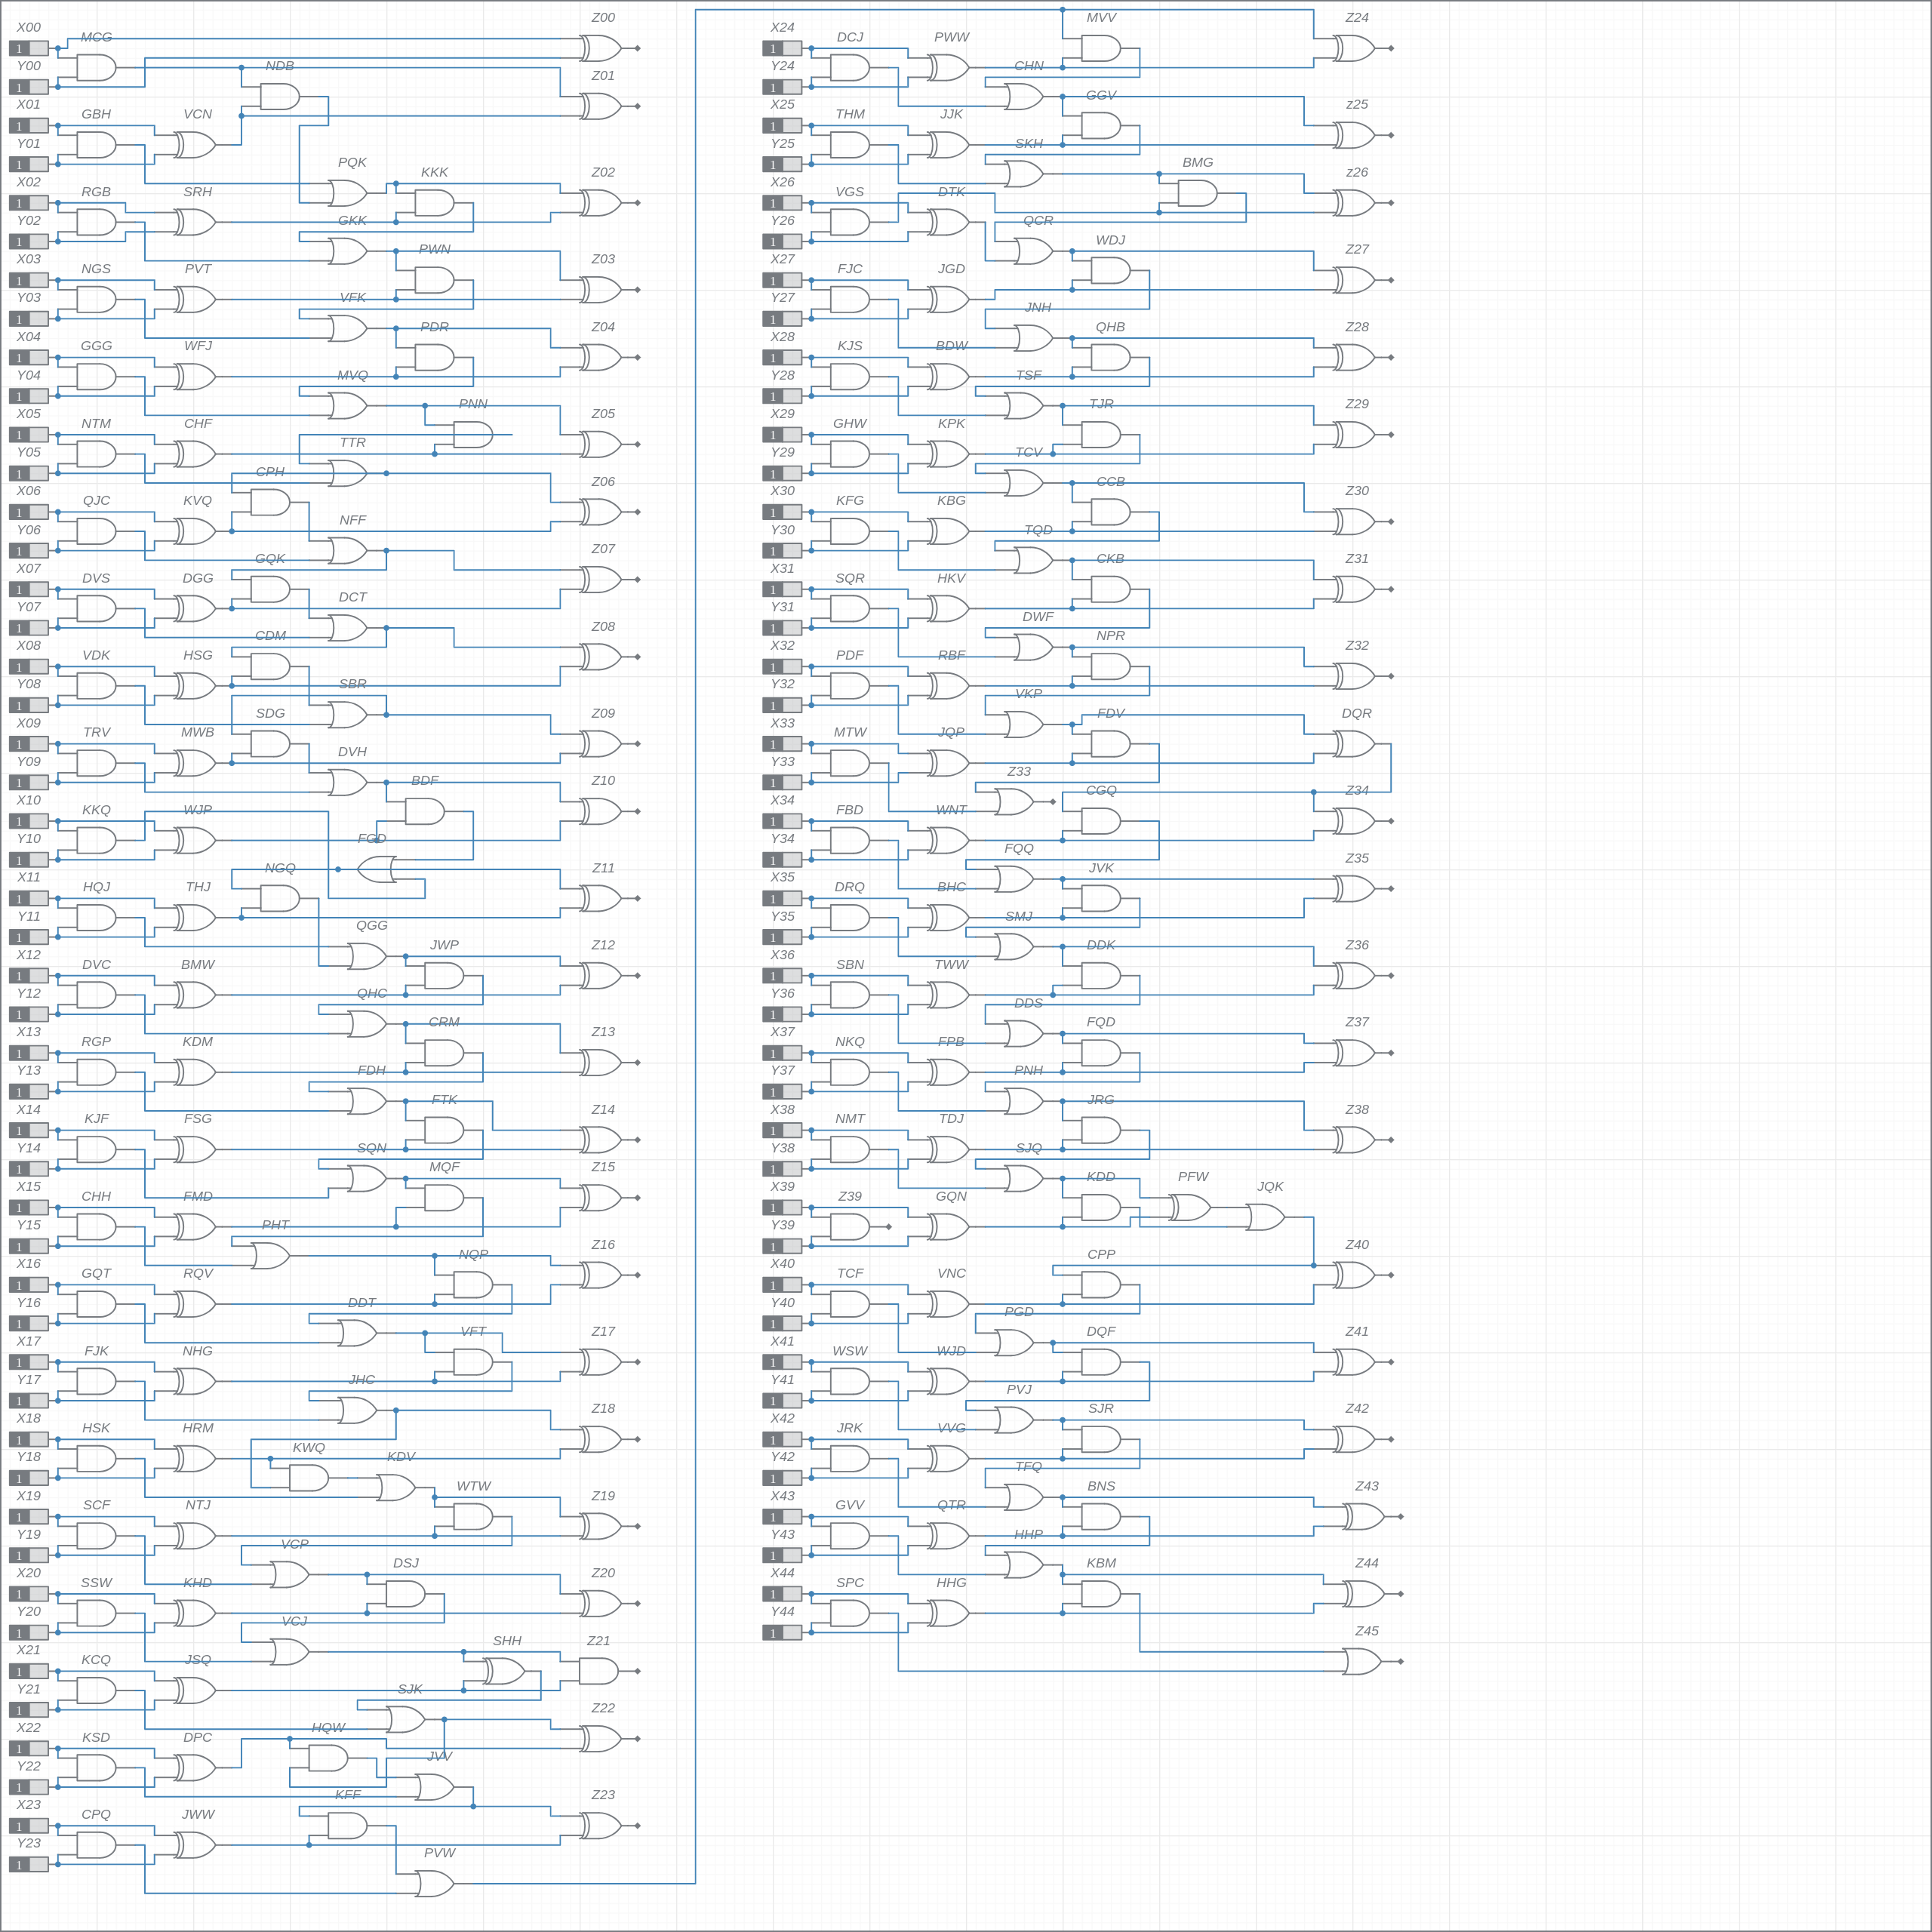 X00 MCG Z00
1
Y00 NDB
1
X01 Z01
1 GBH VCN
Y01
1 PQK KKK
X02 Z02
1 RGB SRH
Y02 GKK
1 PWN
X03 Z03
1 NGS PVT
Y03 VFK
1 PDR
X04 Z04
1 GGG WFJ
Y04 MVQ
1 PNN
X05 Z05
1 NTM CHF
Y05 TTR
1 CPH
X06 Z06
1 QJC KVQ
Y06 NFF
1 GQK
X07 Z07
1 DVS DGG
Y07 DCT
1 CDM
X08 Z08
1 VDK HSG
Y08 SBR
1 SDG
X09 Z09
1 TRV MWB
Y09 DVH
1 BDF
X10 Z10
1 KKQ WJP
Y10 FGD
1 NGQ
X11 Z11
1 HQJ THJ
Y11 QGG
1 JWP
X12 Z12
1 DVC BMW
Y12 QHC
1 CRM
X13 Z13
1 RGP KDM
Y13 FDH
1 FTK
X14 Z14
1 KJF FSG
Y14 SQN
1 MQF
X15 Z15
1 CHH FMD
Y15 PHT
1 NQP
X16 Z16
1 GQT RQV
Y16 DDT
1 VFT
X17 Z17
1 FJK NHG
Y17 JHC
1
X18 Z18
1 HSK HRM
Y18 KWQ KDV
1 WTW
X19 Z19
1 SCF NTJ
Y19 VCP
1 DSJ
X20 Z20
1 SSW KHD
Y20 VCJ
1 SHH
X21 Z21
1 KCQ JSQ
Y21 SJK
1 HQW
X22 Z22
1 KSD DPC
Y22 JVV
1 KFF
X23 Z23
1 CPQ JWW
Y23 PVW
1
X24 DCJ PWW MVV Z24
1
Y24 CHN
1 GGV
X25 z25
1 THM JJK
Y25 SKH
1 BMG
X26 z26
1 VGS DTK
Y26 QCR
1 WDJ
X27 Z27
1 FJC JGD
Y27 JNH
1 QHB
X28 Z28
1 KJS BDW
Y28 TSF
1 TJR
X29 Z29
1 GHW KPK
Y29 TCV
1 CCB
X30 Z30
1 KFG KBG
Y30 TQD
1 CKB
X31 Z31
1 SQR HKV
Y31 DWF
1 NPR
X32 Z32
1 PDF RBF
Y32 VKP
1 FDV
X33 DQR
1 MTW JQP
Y33 Z33
1 CGQ
X34 Z34
1 FBD WNT
Y34 FQQ
1 JVK
X35 Z35
1 DRQ BHC
Y35 SMJ
1 DDK
X36 Z36
1 SBN TWW
Y36 DDS
1 FQD
X37 Z37
1 NKQ FPB
Y37 PNH
1 JRG
X38 Z38
1 NMT TDJ
Y38 SJQ
1 KDD PFW JQK
X39
1 Z39 GQN
Y39
1 CPP
X40 Z40
1 TCF VNC
Y40 PGD
1 DQF
X41 Z41
1 WSW WJD
Y41 PVJ
1 SJR
X42 Z42
1 JRK VVG
Y42 TFQ
1 BNS
X43 Z43
1 GVV QTR
Y43 HHP
1 KBM
X44 Z44
1 SPC HHG
Y44 Z45
1